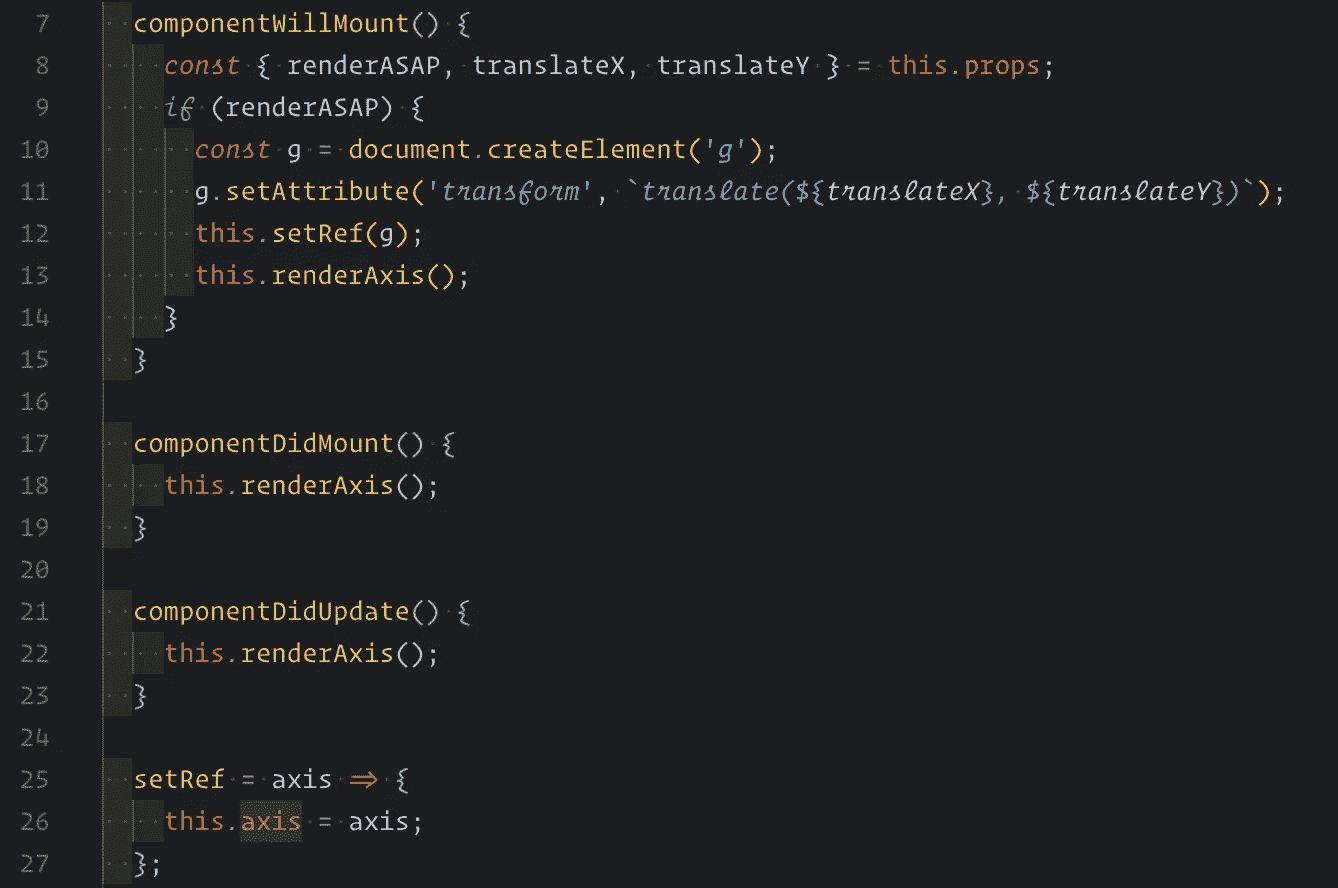 7 componentWillMount() {
8 const { renderASAP, translateX, translateY } = this.props;
9 if (renderASAP) {
10 const g = document.createElement('g');
11 g.setAttribute('transform', `translate(${translateX}, ${translateY})`);
12 this.setRef(g);
13 this.renderAxis();
14 }
15 }
16
17 componentDidMount() {
18 this.renderAxis();
19 }
20
21 componentDidUpdate() {
22 this.renderAxis();
23 }
24
25 setRef = axis => {
26 this.axis = axis;
27 };